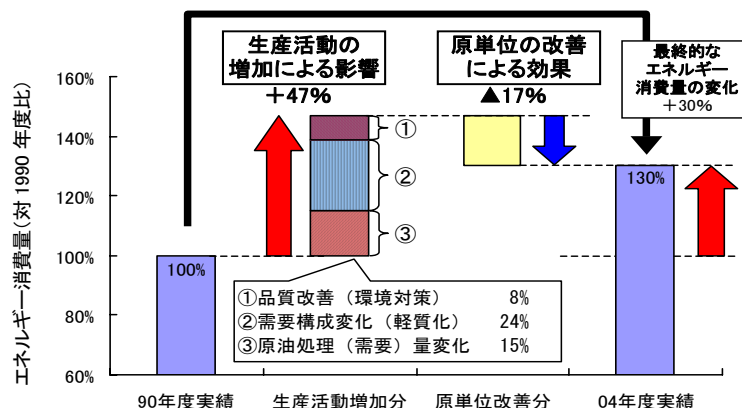 生産活動の
増加による影響
＋47%
原単位の改善
による効果
▲17%
最終的な
エネルギー
消費量の変化
＋30%
エネルギー消費量（対 1990 年度比）
160%
140%
120%
100%
80%
60%
①
②
③
100%
130%
①品質改善（環境対策） 8%
②需要構成変化（軽質化） 24%
③原油処理（需要）量変化 15%
90年度実績
生産活動増加分
原単位改善分
04年度実績